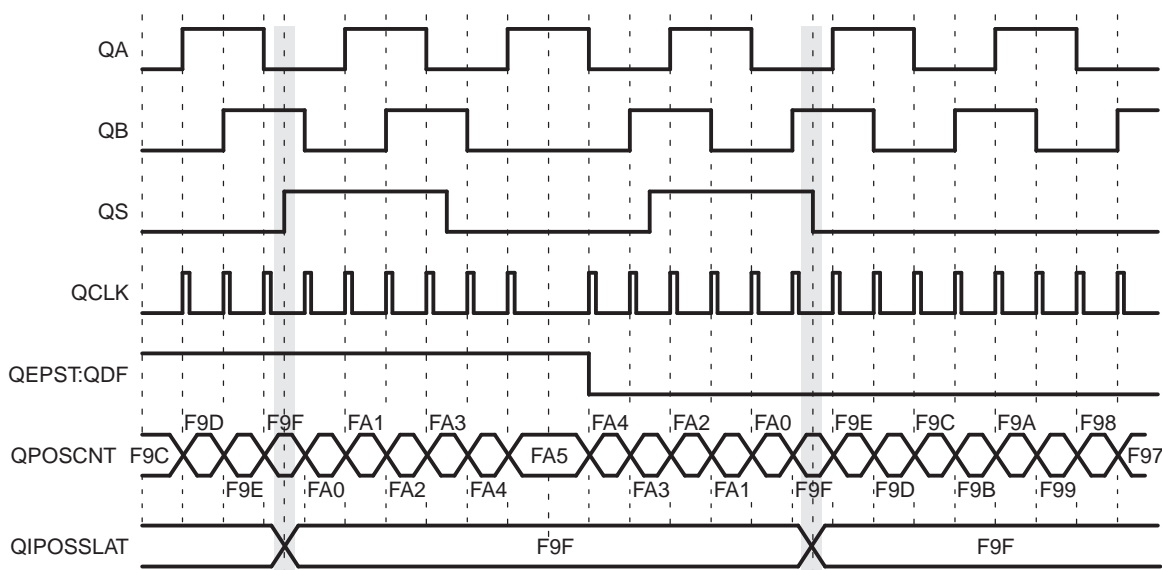 QA
QB
QS
QCLK
QEPST:QDF
F9D F9F FA1 FA3 FA4 FA2 FA0 F9E F9C F9A F98
QPOSCNT F9C FA5 F97
F9E FA0 FA2 FA4 FA3 FA1 F9F F9D F9B F99
QIPOSSLAT F9F F9F